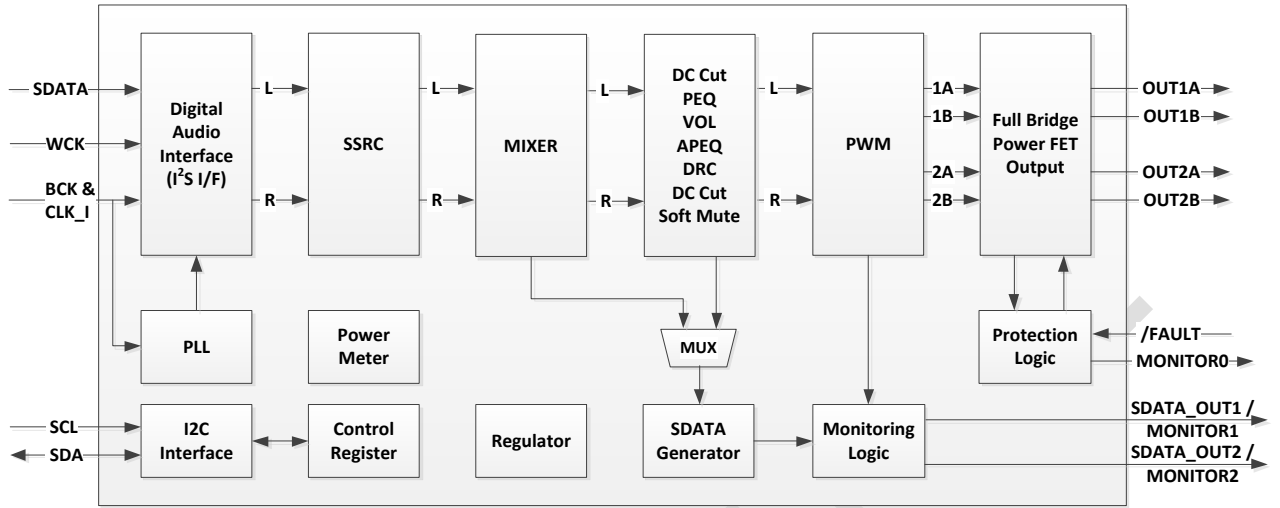 SDATA
WCK
BCK &
CLK_I
Digital
Audio
Interface
(I²S I/F)
L
R
SSRC
L
R
MIXER
L
R
DC Cut
PEQ
VOL
APEQ
DRC
DC Cut
Soft Mute
L
R
PWM
1A
1B
2A
2B
Full Bridge
Power FET
Output
OUT1A
OUT1B
OUT2A
OUT2B
PLL
Power
Meter
MUX
Protection
Logic
/FAULT
MONITOR0
SCL
SDA
I2C
Interface
Control
Register
Regulator
SDATA
Generator
Monitoring
Logic
SDATA_OUT1 /
MONITOR1
SDATA_OUT2 /
MONITOR2